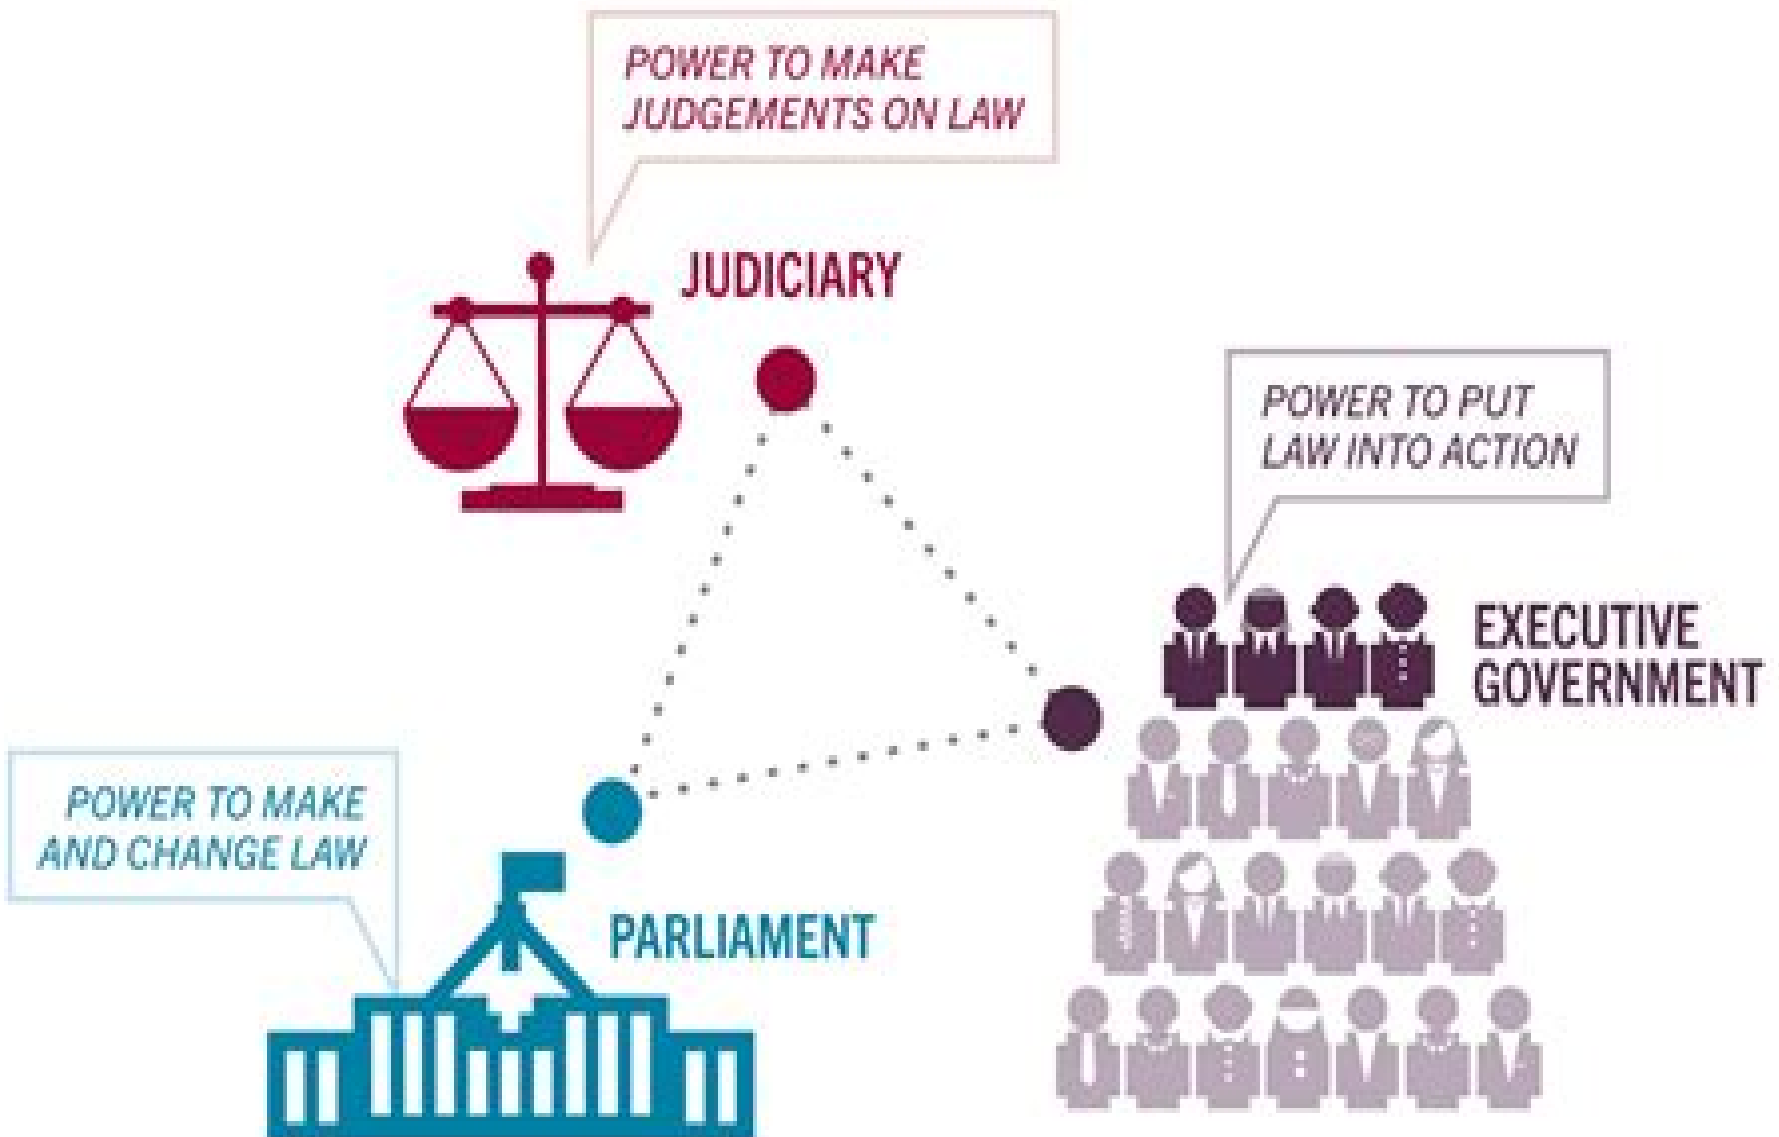 POWER TO MAKE
JUDGEMENTS ON LAW
JUDICIARY
POWER TO PUT
LAW INTO ACTION
EXECUTIVE
GOVERNMENT
POWER TO MAKE
AND CHANGE LAW
PARLIAMENT